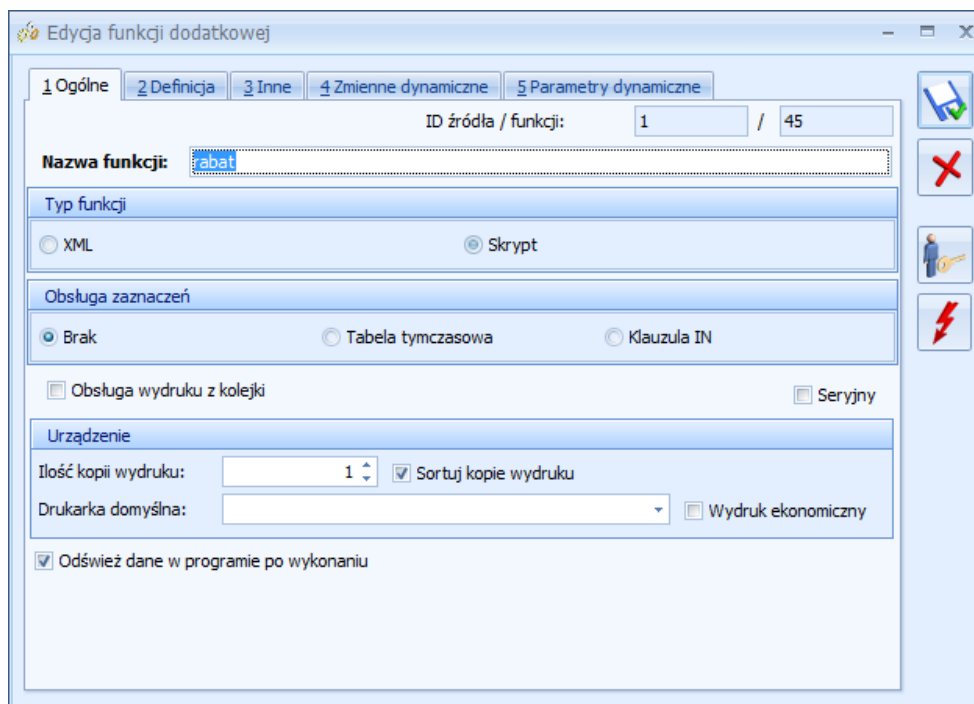 Edycja funkcji dodatkowej
1 Ogólne 2 Definicja 3 Inne 4 Zmienne dynamiczne 5 Parametry dynamiczne
ID źródła / funkcji: 1 / 45
Nazwa funkcji: rabat
Typ funkcji
XML Skrypt
Obsługa zaznaczeń
Brak Tabela tymczasowa Klauzula IN
Obsługa wydruku z kolejki Seryjny
Urządzenie
Ilość kopii wydruku: 1 Sortuj kopie wydruku
Drukarka domyślna: Wydruk ekonomiczny
Odśwież dane w programie po wykonaniu